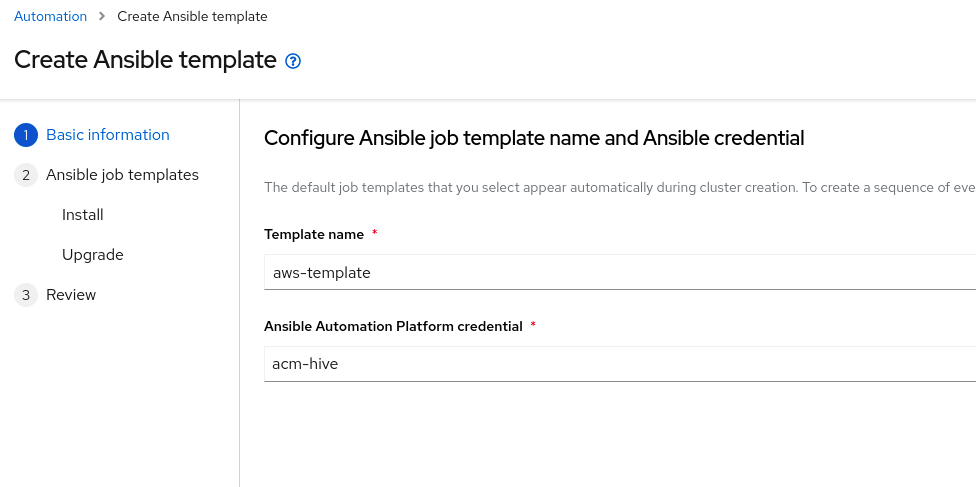 Automation > Create Ansible template
Create Ansible template ?
1 Basic information
2 Ansible job templates
Install
Upgrade
3 Review
Configure Ansible job template name and Ansible credential
The default job templates that you select appear automatically during cluster creation. To create a sequence of eve
Template name *
aws-template
Ansible Automation Platform credential *
acm-hive